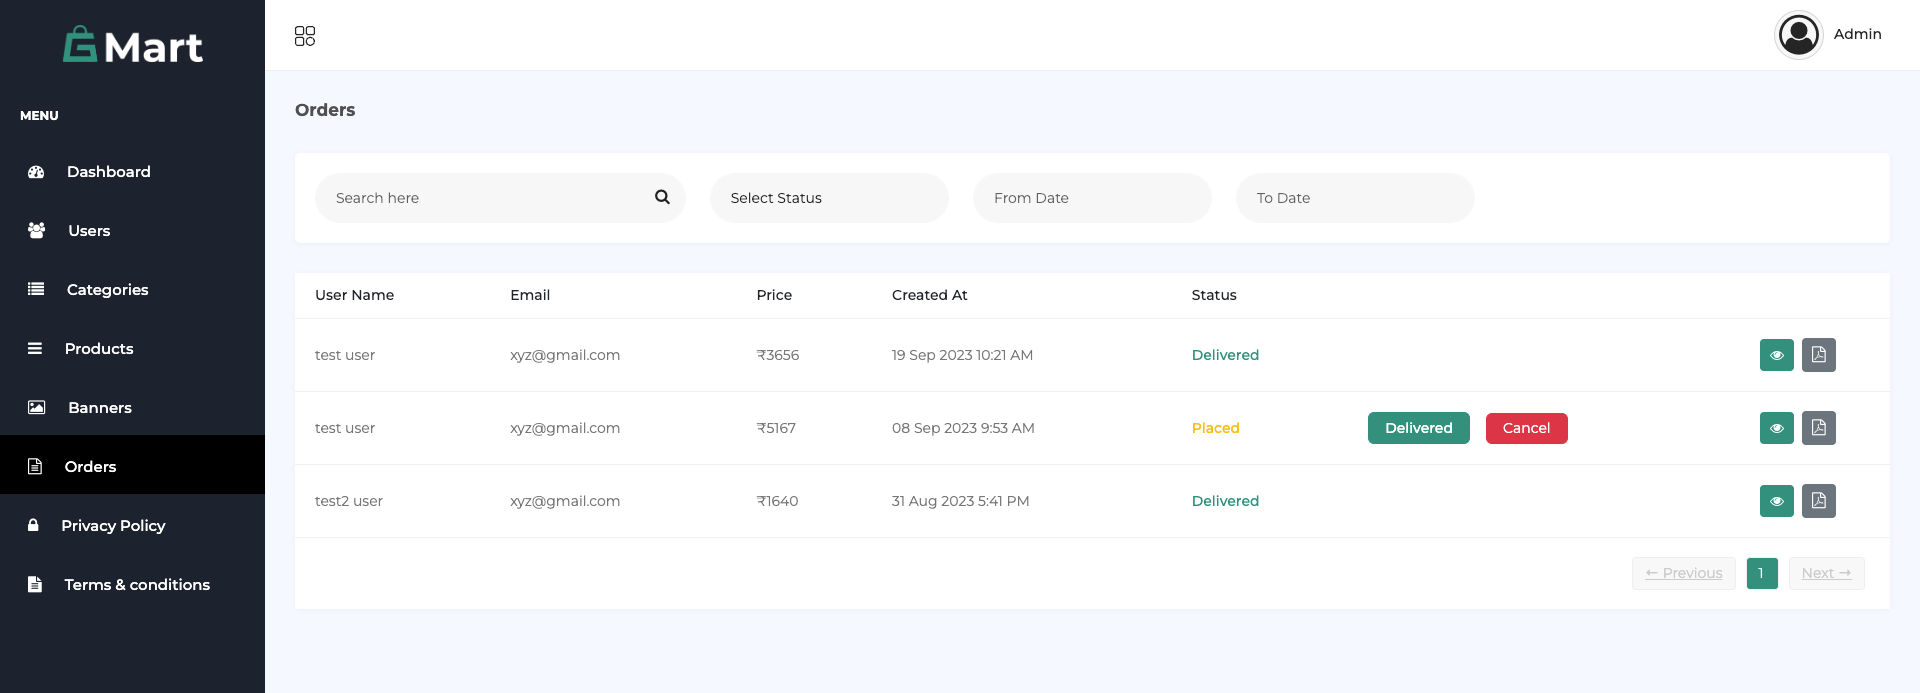 GMart
Admin
MENU
Dashboard
Users
Categories
Products
Banners
Orders
Privacy Policy
Terms & conditions
Orders
Search here Select Status From Date To Date
User Name Email Price Created At Status
test user xyz@gmail.com ₹3656 19 Sep 2023 10:21 AM Delivered
test user xyz@gmail.com ₹5167 08 Sep 2023 9:53 AM Placed Delivered Cancel
test2 user xyz@gmail.com ₹1640 31 Aug 2023 5:41 PM Delivered
← Previous 1 Next →